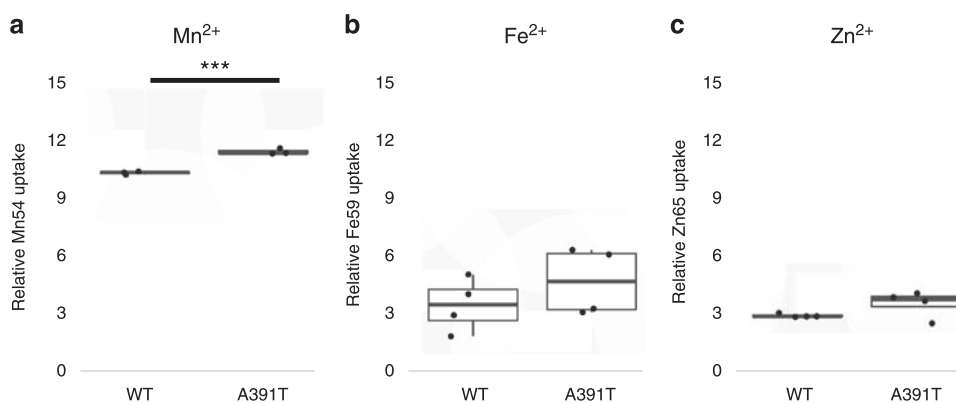 a
Mn2+
***
Relative Mn54 uptake
15
12
9
6
3
0
WT A391T
b
Fe2+
Relative Fe59 uptake
15
12
9
6
3
0
WT A391T
c
Zn2+
Relative Zn65 uptake
15
12
9
6
3
0
WT A391T